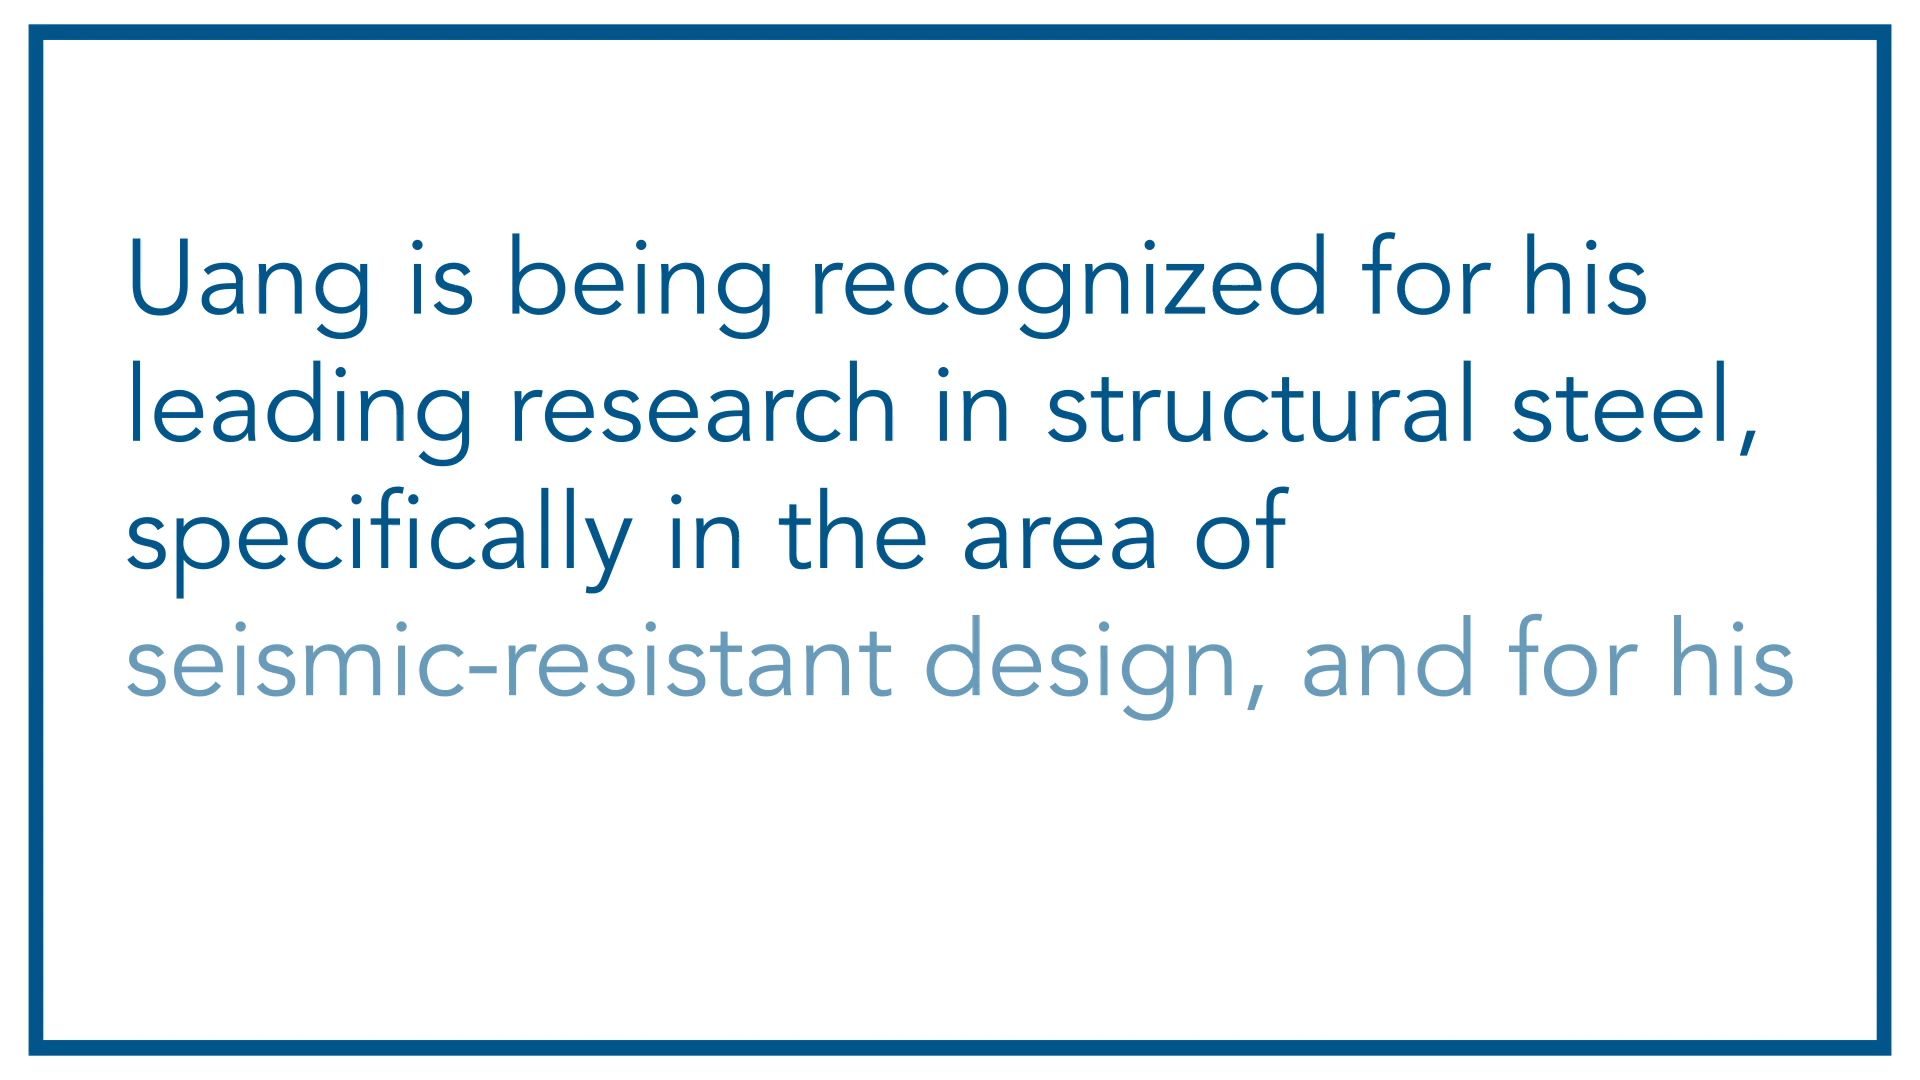 Uang is being recognized for his
leading research in structural steel,
specifically in the area of
seismic-resistant design, and for his